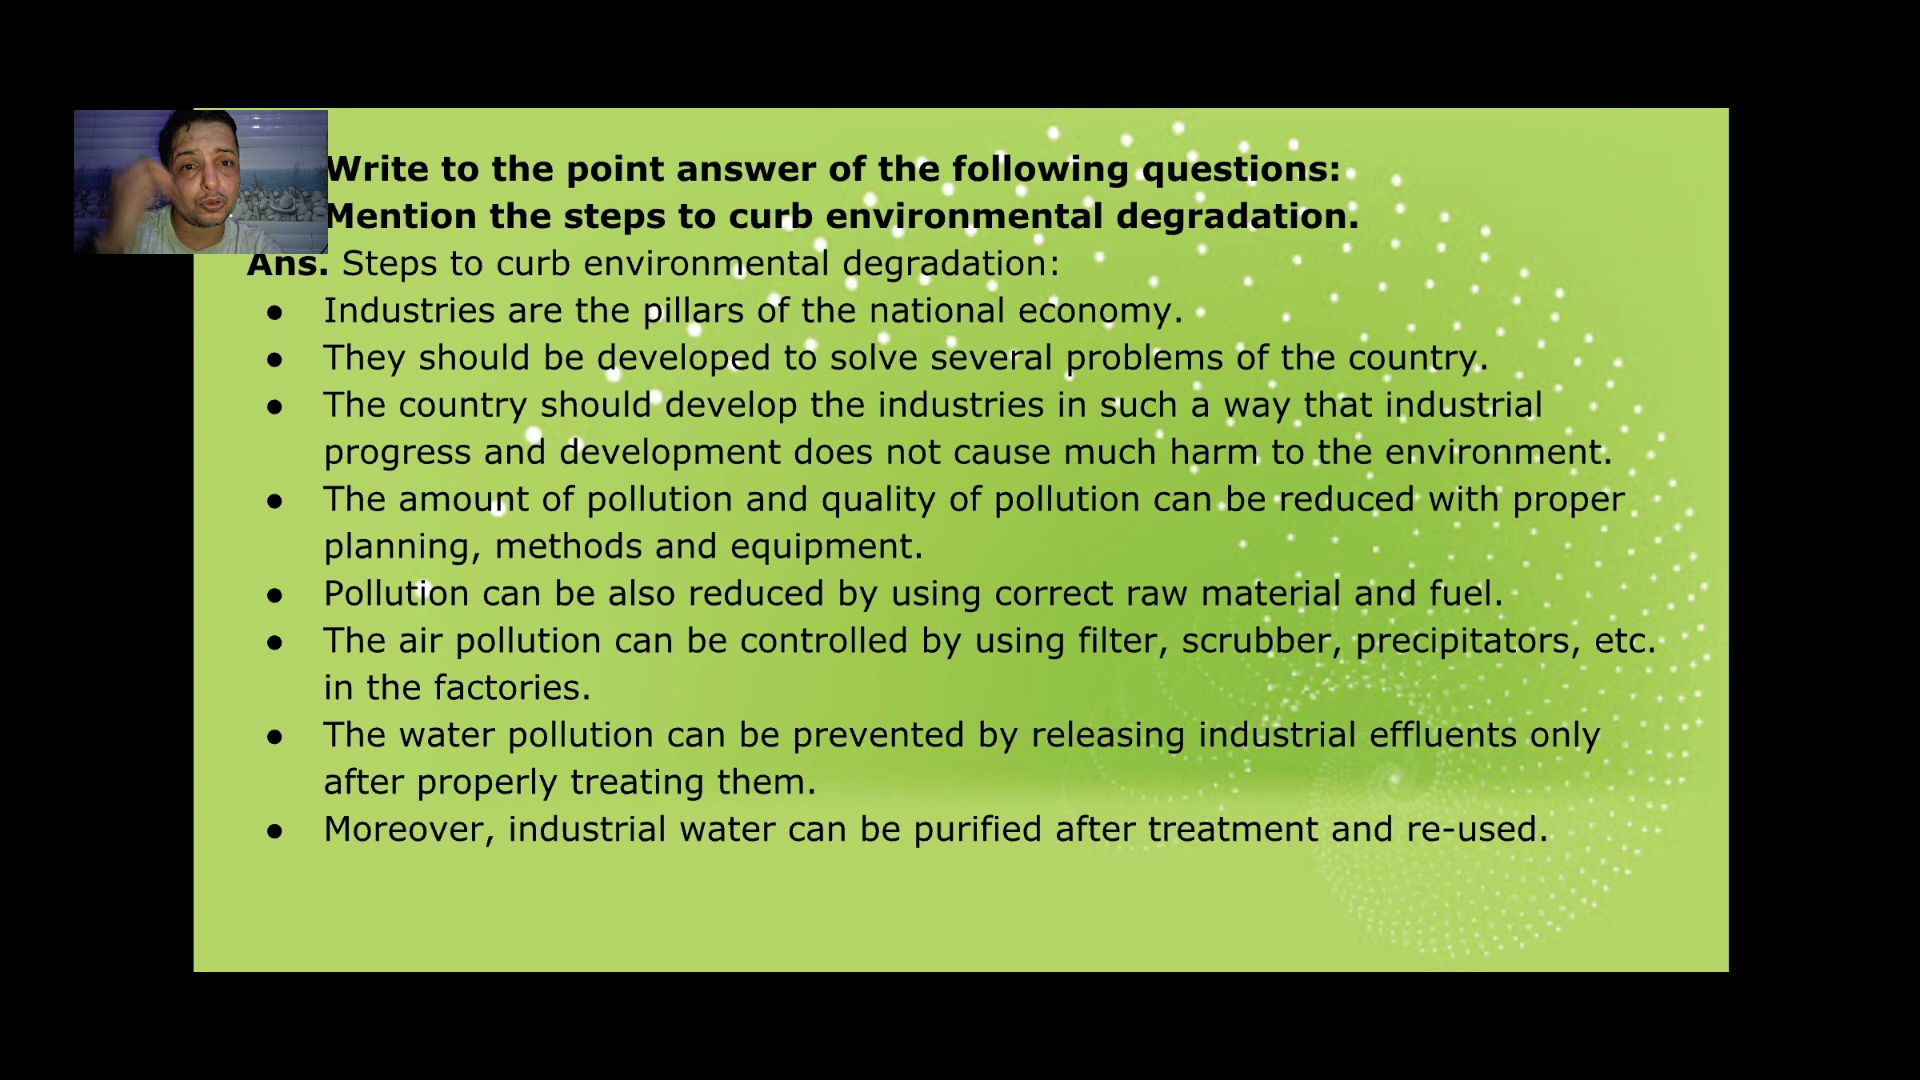 Write to the point answer of the following questions:
Mention the steps to curb environmental degradation.
Ans. Steps to curb environmental degradation:
● Industries are the pillars of the national economy.
● They should be developed to solve several problems of the country.
● The country should develop the industries in such a way that industrial
progress and development does not cause much harm to the environment.
● The amount of pollution and quality of pollution can be reduced with proper
planning, methods and equipment.
● Pollution can be also reduced by using correct raw material and fuel.
● The air pollution can be controlled by using filter, scrubber, precipitators, etc.
in the factories.
● The water pollution can be prevented by releasing industrial effluents only
after properly treating them.
● Moreover, industrial water can be purified after treatment and re-used.